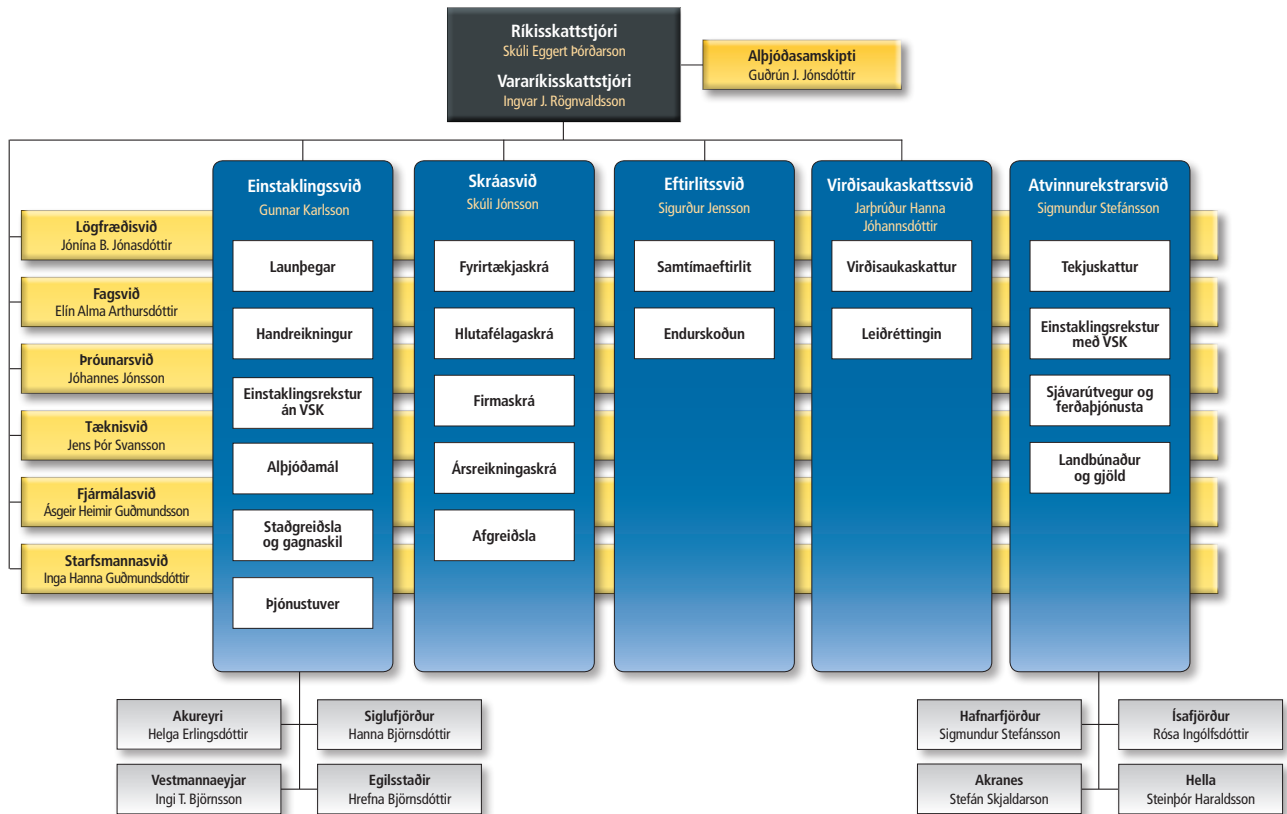 Ríkisskattstjóri
Skúli Eggert Þórðarson
Vararíkisskattstjóri
Ingvar J. Rögnvaldsson
Alþjóðasamskipti
Guðrún J. Jónsdóttir
Lögfræðisvið
Jónína B. Jónasdóttir
Fagsvið
Elín Alma Arthursdóttir
Þróunarsvið
Jóhannes Jónsson
Tæknisvið
Jens Þór Svansson
Fjármálasvið
Ásgeir Heimir Guðmundsson
Starfsmannasvið
Inga Hanna Guðmundsdóttir
Einstaklingssvið
Gunnar Karlsson
Launþegar
Handreikningur
Einstaklingsrekstur
án VSK
Alþjóðamál
Staðgreiðsla
og gagnaskil
Þjónustuver
Skráasvið
Skúli Jónsson
Fyrirtækjaskrá
Hlutafélagaskrá
Firmaskrá
Ársreikningaskrá
Afgreiðsla
Eftirlitssvið
Sigurður Jensson
Samtímaeftirlit
Endurskoðun
Virðisaukaskattssvið
Jarþrúður Hanna
Jóhannsdóttir
Virðisaukaskattur
Leiðréttingin
Atvinnurekstrarsvið
Sigmundur Stefánsson
Tekjuskattur
Einstaklingsrekstur
með VSK
Sjávarútvegur og
ferðaþjónusta
Landbúnaður
og gjöld
Akureyri
Helga Erlingsdóttir
Siglufjörður
Hanna Björnsdóttir
Vestmannaeyjar
Ingi T. Björnsson
Egilsstaðir
Hrefna Björnsdóttir
Hafnarfjörður
Sigmundur Stefánsson
Ísafjörður
Rósa Ingólfsdóttir
Akranes
Stefán Skjaldarson
Hella
Steinþór Haraldsson